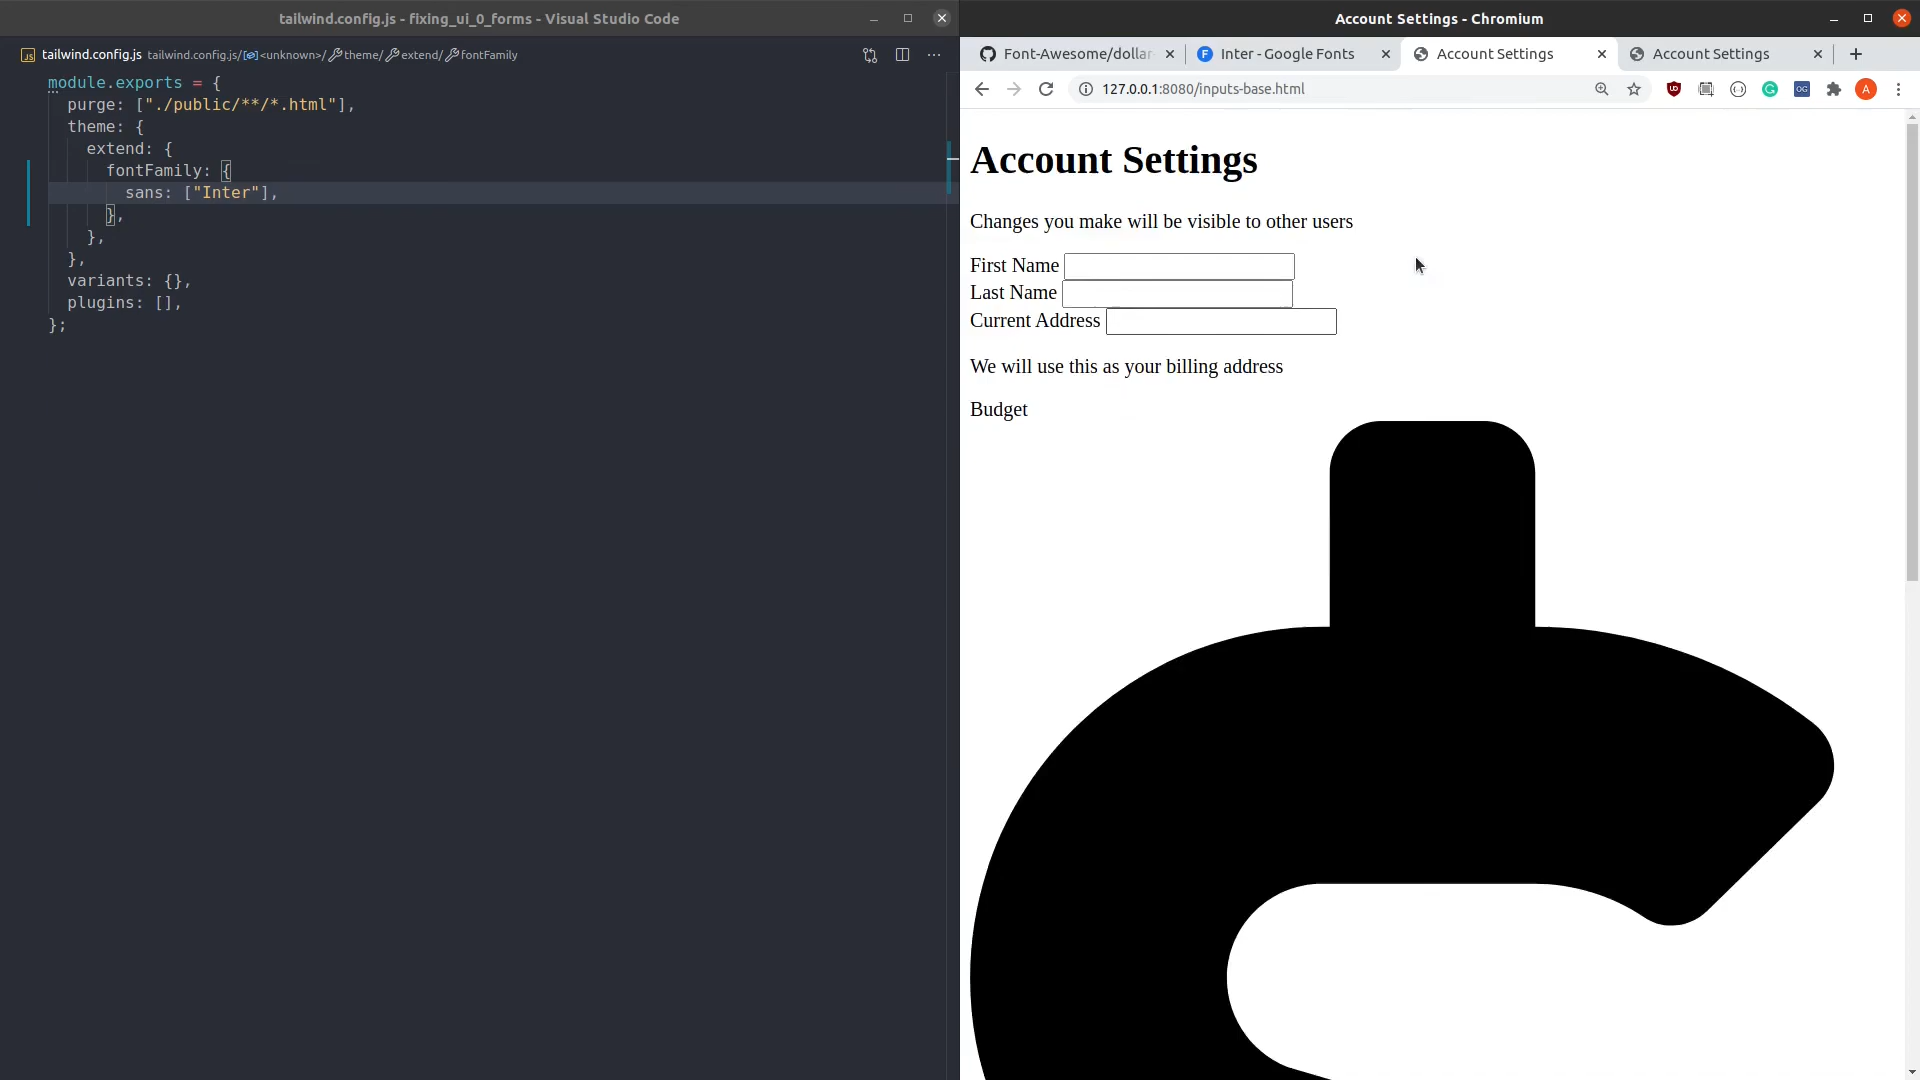 tailwind.config.js - fixing_ui_0_forms - Visual Studio Code
tailwind.config.js tailwind.config.js/<unknown>/theme/extend/fontFamily
module.exports = {
purge: ["./public/**/*.html"],
theme: {
extend: {
fontFamily: {
sans: ["Inter"],
},
},
},
variants: {},
plugins: [],
};
Account Settings - Chromium
Font-Awesome/dollar
Inter - Google Fonts
Account Settings
Account Settings
127.0.0.1:8080/inputs-base.html
Account Settings
Changes you make will be visible to other users
First Name
Last Name
Current Address
We will use this as your billing address
Budget